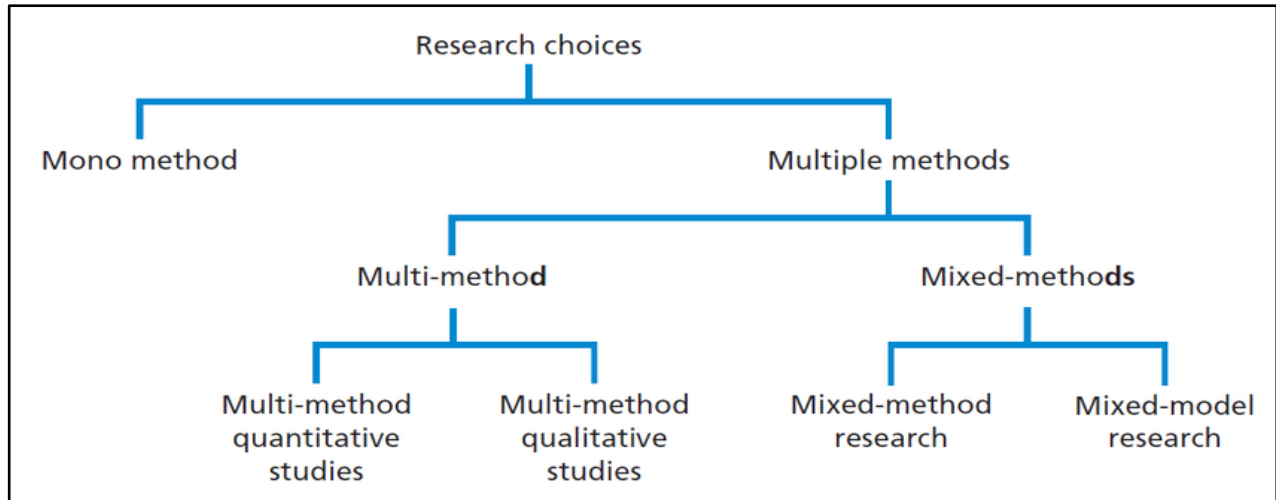 Research choices
Mono method
Multiple methods
Multi-method
Mixed-methods
Multi-method
quantitative
studies
Multi-method
qualitative
studies
Mixed-method
research
Mixed-model
research